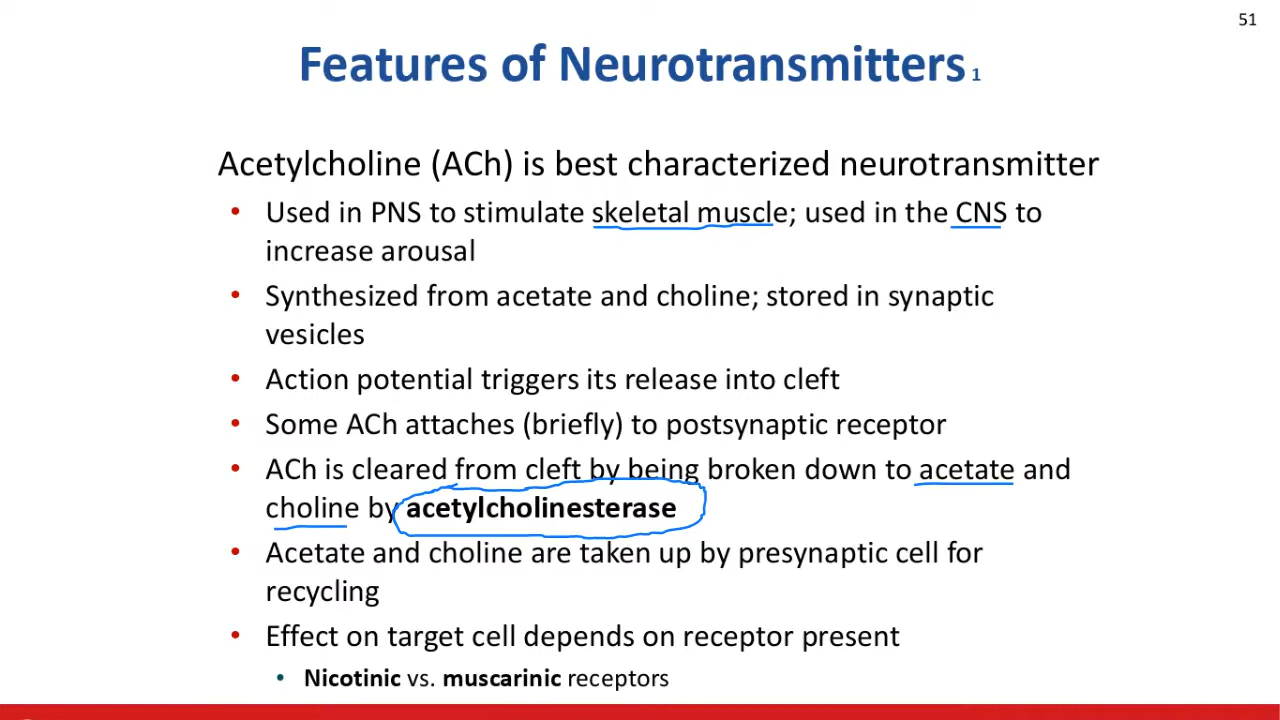 51
Features of Neurotransmitters 1
Acetylcholine (ACh) is best characterized neurotransmitter
• Used in PNS to stimulate skeletal muscle; used in the CNS to
increase arousal
• Synthesized from acetate and choline; stored in synaptic
vesicles
• Action potential triggers its release into cleft
• Some ACh attaches (briefly) to postsynaptic receptor
• ACh is cleared from cleft by being broken down to acetate and
choline by acetylcholinesterase
• Acetate and choline are taken up by presynaptic cell for
recycling
• Effect on target cell depends on receptor present
• Nicotinic vs. muscarinic receptors